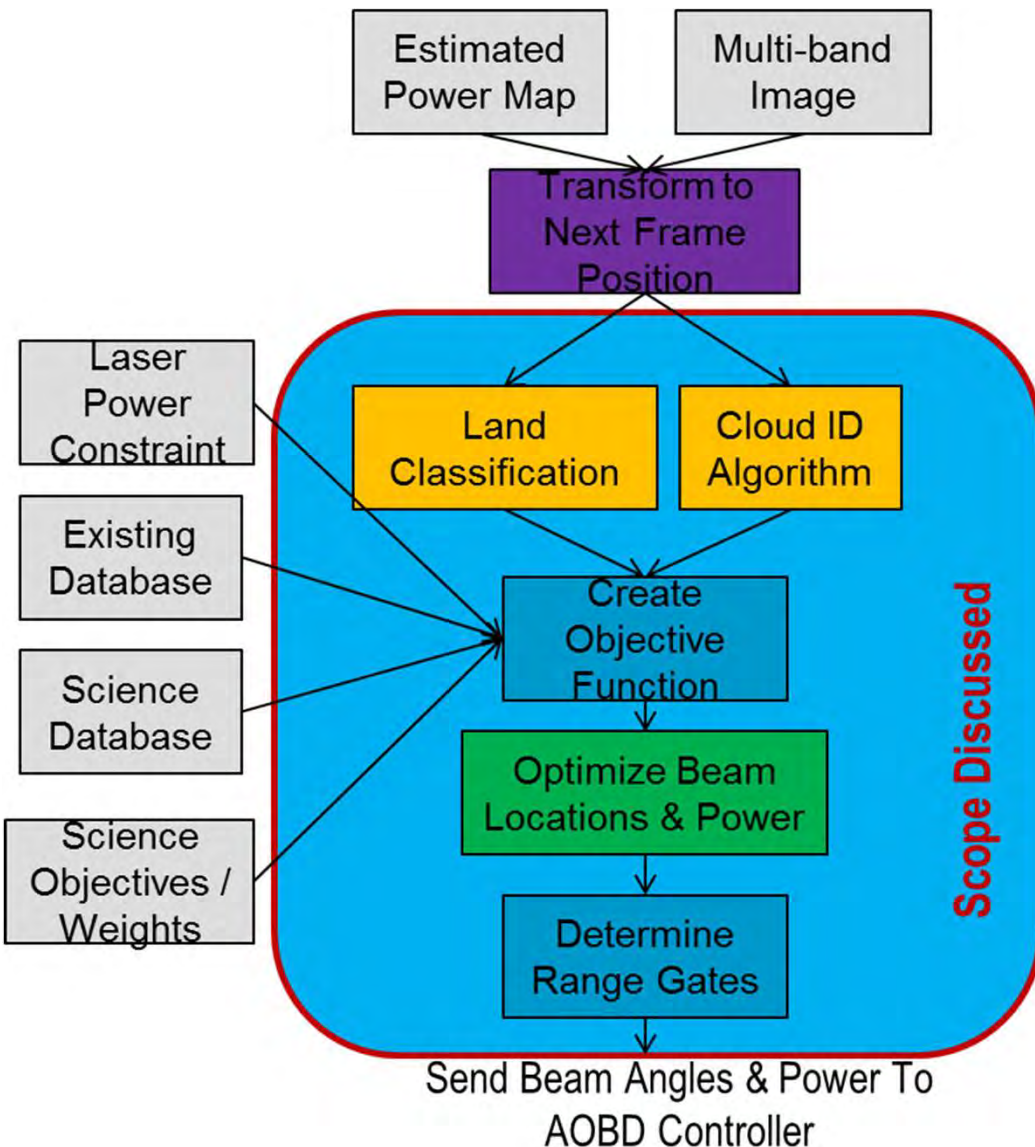 Estimated
Power Map
Multi-band
Image
Transform to
Next Frame
Position
Laser
Power
Constraint
Land
Classification
Cloud ID
Algorithm
Existing
Database
Create
Objective
Function
Science
Database
Optimize Beam
Locations & Power
Science
Objectives /
Weights
Determine
Range Gates
Scope Discussed
Send Beam Angles & Power To
AOBD Controller